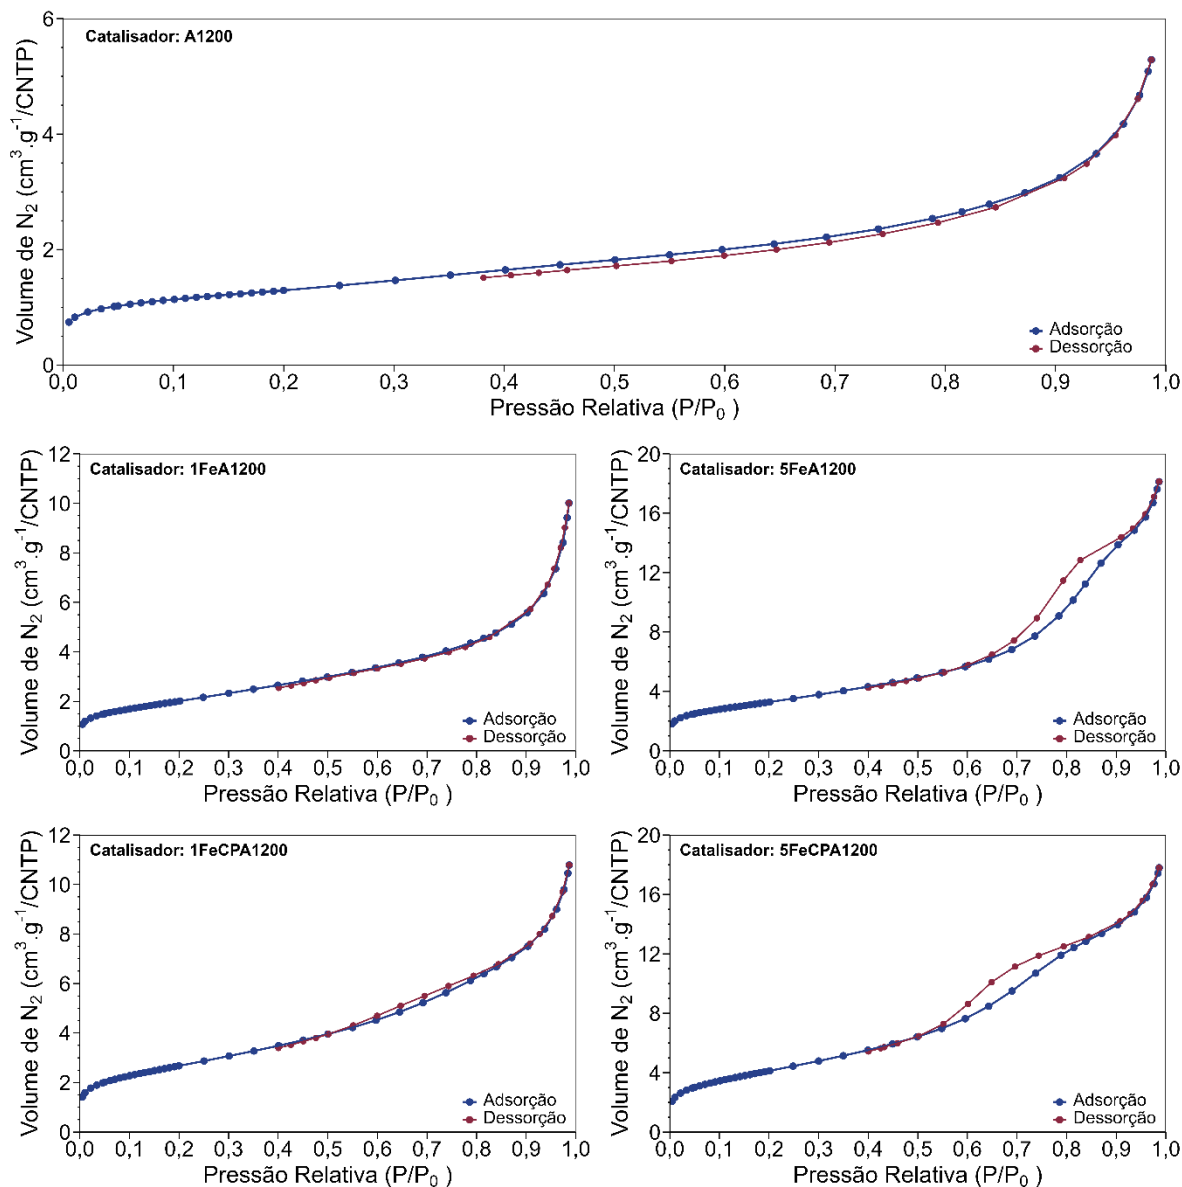 Catalisador: A1200
Volume de N₂ (cm³.g⁻¹/CNTP)
6
4
2
0
0,0 0,1 0,2 0,3 0,4 0,5 0,6 0,7 0,8 0,9 1,0
Pressão Relativa (P/P₀ )
Adsorção
Dessorção
Catalisador: 1FeA1200
Volume de N₂ (cm³.g⁻¹/CNTP)
12
10
8
6
4
2
0
0,0 0,1 0,2 0,3 0,4 0,5 0,6 0,7 0,8 0,9 1,0
Pressão Relativa (P/P₀ )
Adsorção
Dessorção
Catalisador: 5FeA1200
Volume de N₂ (cm³.g⁻¹/CNTP)
20
16
12
8
4
0
0,0 0,1 0,2 0,3 0,4 0,5 0,6 0,7 0,8 0,9 1,0
Pressão Relativa (P/P₀ )
Adsorção
Dessorção
Catalisador: 1FeCPA1200
Volume de N₂ (cm³.g⁻¹/CNTP)
12
10
8
6
4
2
0
0,0 0,1 0,2 0,3 0,4 0,5 0,6 0,7 0,8 0,9 1,0
Pressão Relativa (P/P₀ )
Adsorção
Dessorção
Catalisador: 5FeCPA1200
Volume de N₂ (cm³.g⁻¹/CNTP)
20
16
12
8
4
0
0,0 0,1 0,2 0,3 0,4 0,5 0,6 0,7 0,8 0,9 1,0
Pressão Relativa (P/P₀ )
Adsorção
Dessorção